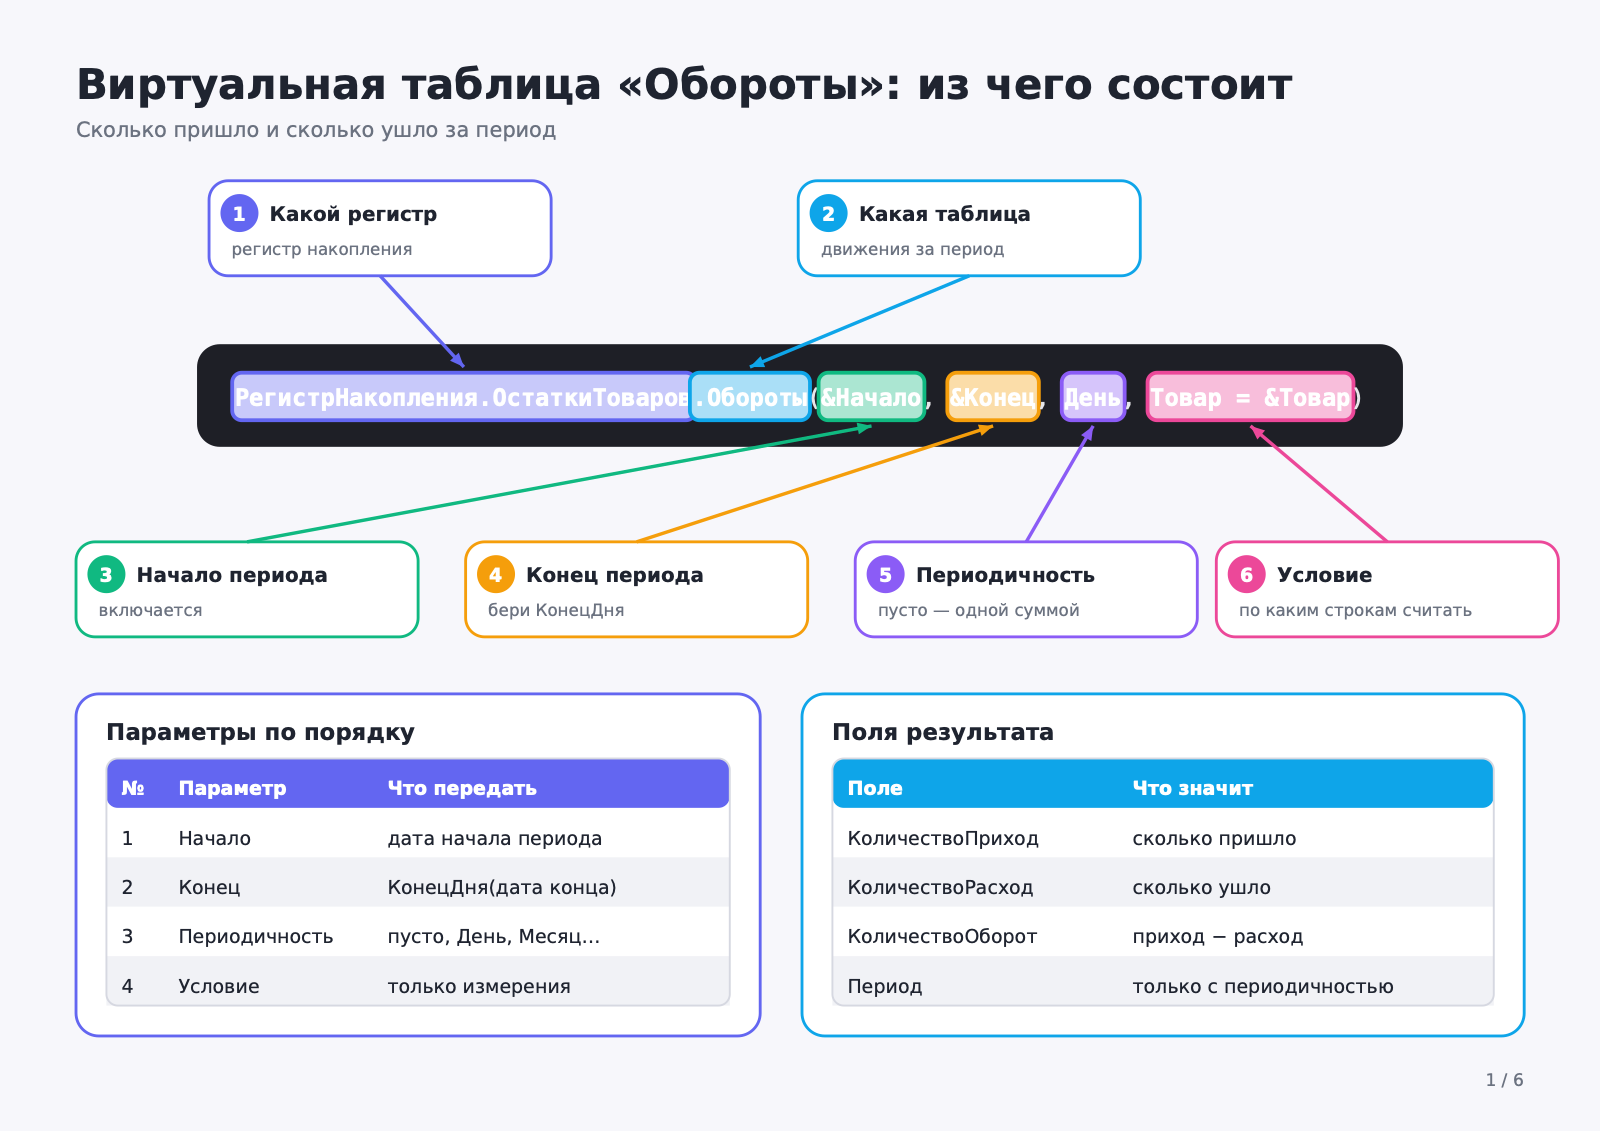 Виртуальная таблица «Обороты»: из чего состоит
Сколько пришло и сколько ушло за период
1 Какой регистр
регистр накопления
2 Какая таблица
движения за период
РегистрНакопления.ОстаткиТоваров.Обороты(&Начало, &Конец, День, Товар = &Товар)
3 Начало периода
включается
4 Конец периода
бери КонецДня
5 Периодичность
пусто — одной суммой
6 Условие
по каким строкам считать
Параметры по порядку
№ Параметр Что передать
1 Начало дата начала периода
2 Конец КонецДня(дата конца)
3 Периодичность пусто, День, Месяц…
4 Условие только измерения
Поля результата
Поле Что значит
КоличествоПриход сколько пришло
КоличествоРасход сколько ушло
КоличествоОборот приход − расход
Период только с периодичностью
1 / 6